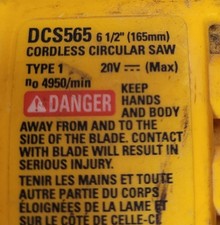 DCS565 6 1/2" (165mm)
CORDLESS CIRCULAR SAW
TYPE 1 20V ⎓ (Max)
n₀ 4950/min
⚠DANGER KEEP
HANDS
AND BODY
AWAY FROM AND TO THE
SIDE OF THE BLADE. CONTACT
WITH BLADE WILL RESULT IN
SERIOUS INJURY.
TENIR LES MAINS ET TOUTE
AUTRE PARTIE DU CORPS
ÉLOIGNÉES DE LA LAME ET
SUR LE CÔTÉ DE CELLE-CI